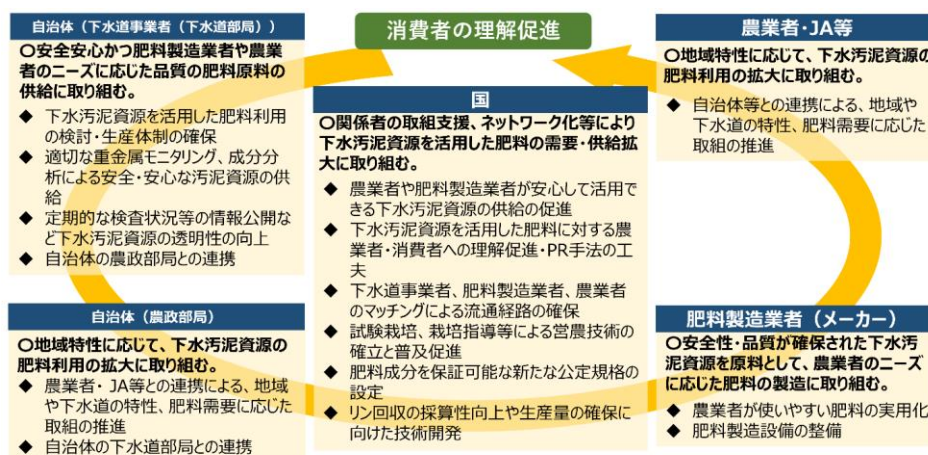 自治体（下水道事業者（下水道部局））
〇安全安心かつ肥料製造業者や農業
者のニーズに応じた品質の肥料原料の
供給に取り組む。
◆ 下水汚泥資源を活用した肥料利用
の検討・生産体制の確保
◆ 適切な重金属モニタリング、成分分
析による安全・安心な汚泥資源の供
給
◆ 定期的な検査状況等の情報公開な
ど下水汚泥資源の透明性の向上
◆ 自治体の農政部局との連携
自治体（農政部局）
〇地域特性に応じて、下水汚泥資源の
肥料利用の拡大に取り組む。
◆ 農業者・ JA等との連携による、地域
や下水道の特性、肥料需要に応じた
取組の推進
◆ 自治体の下水道部局との連携
消費者の理解促進
国
〇関係者の取組支援、ネットワーク化等により
下水汚泥資源を活用した肥料の需要・供給拡
大に取り組む。
◆ 農業者や肥料製造業者が安心して活用で
きる下水汚泥資源の供給の促進
◆ 下水汚泥資源を活用した肥料に対する農
業者・消費者への理解促進・PR手法の工
夫
◆ 下水道事業者、肥料製造業者、農業者
のマッチングによる流通経路の確保
◆ 試験栽培、栽培指導等による営農技術の
確立と普及促進
◆ 肥料成分を保証可能な新たな公定規格の
設定
◆ リン回収の採算性向上や生産量の確保に
向けた技術開発
農業者・JA等
〇地域特性に応じて、下水汚泥資源の
肥料利用の拡大に取り組む。
◆ 自治体等との連携による、地域や
下水道の特性、肥料需要に応じた
取組の推進
肥料製造業者（メーカー）
〇安全性・品質が確保された下水汚
泥資源を原料として、農業者のニーズ
に応じた肥料の製造に取り組む。
◆ 農業者が使いやすい肥料の実用化
◆ 肥料製造設備の整備